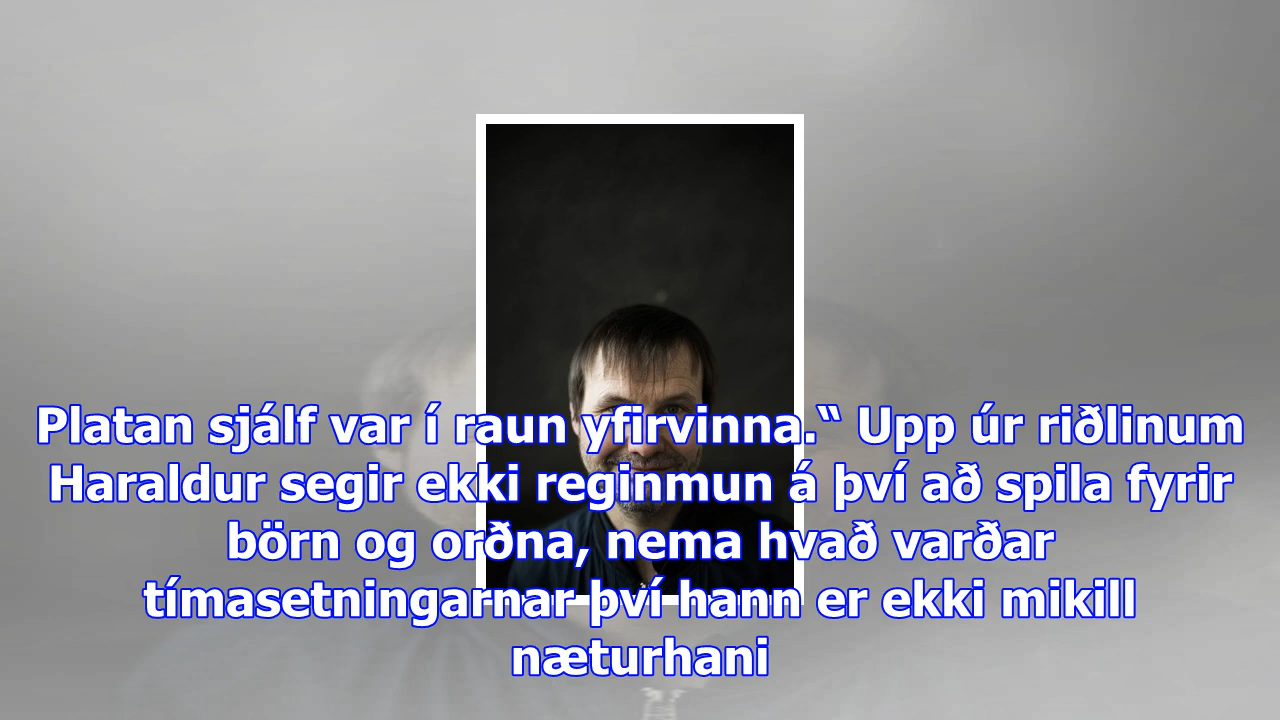 Platan sjálf var í raun yfirvinna.“ Upp úr riðlinum
Haraldur segir ekki reginmun á því að spila fyrir
börn og orðna, nema hvað varðar
tímasetningarnar því hann er ekki mikill
næturhani